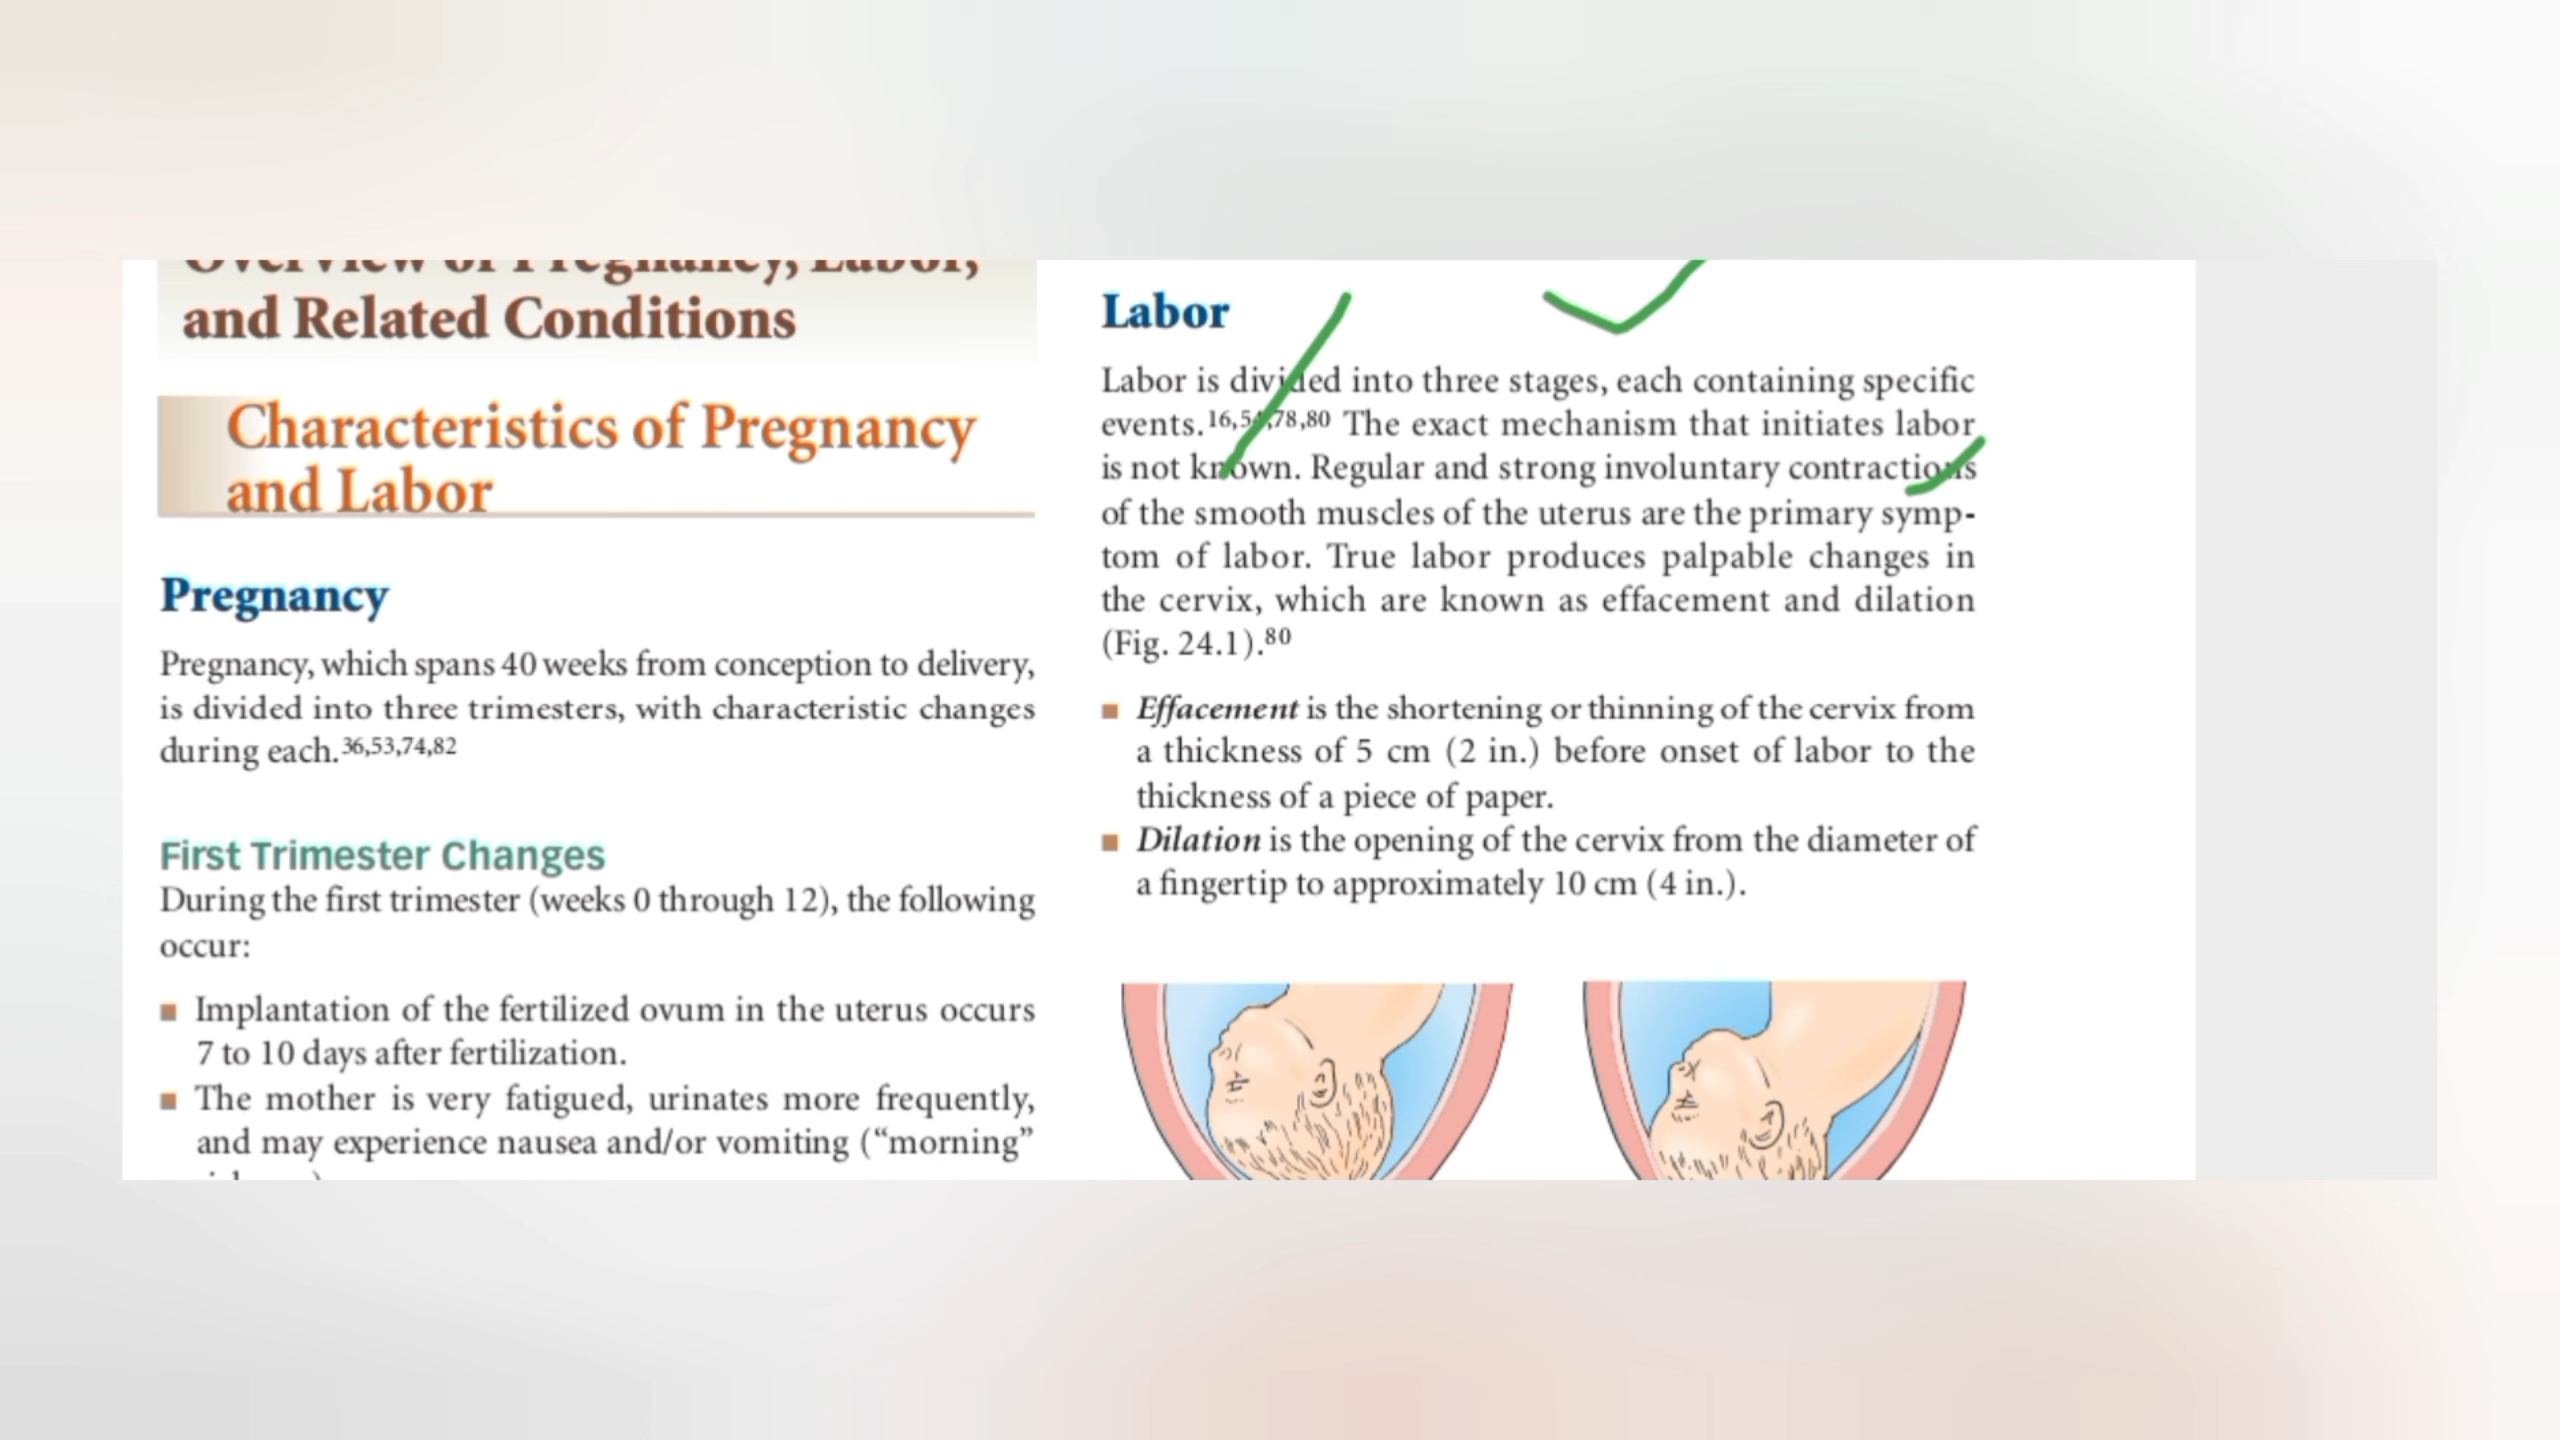 Overview of Pregnancy, Labor,
and Related Conditions
Characteristics of Pregnancy
and Labor
Pregnancy
Pregnancy, which spans 40 weeks from conception to delivery,
is divided into three trimesters, with characteristic changes
during each.36,53,74,82
First Trimester Changes
During the first trimester (weeks 0 through 12), the following
occur:
■ Implantation of the fertilized ovum in the uterus occurs
7 to 10 days after fertilization.
■ The mother is very fatigued, urinates more frequently,
and may experience nausea and/or vomiting (“morning”
Labor
Labor is divided into three stages, each containing specific
events.16,54,78,80 The exact mechanism that initiates labor
is not known. Regular and strong involuntary contractions
of the smooth muscles of the uterus are the primary symp-
tom of labor. True labor produces palpable changes in
the cervix, which are known as effacement and dilation
(Fig. 24.1).80
■ Effacement is the shortening or thinning of the cervix from
a thickness of 5 cm (2 in.) before onset of labor to the
thickness of a piece of paper.
■ Dilation is the opening of the cervix from the diameter of
a fingertip to approximately 10 cm (4 in.).